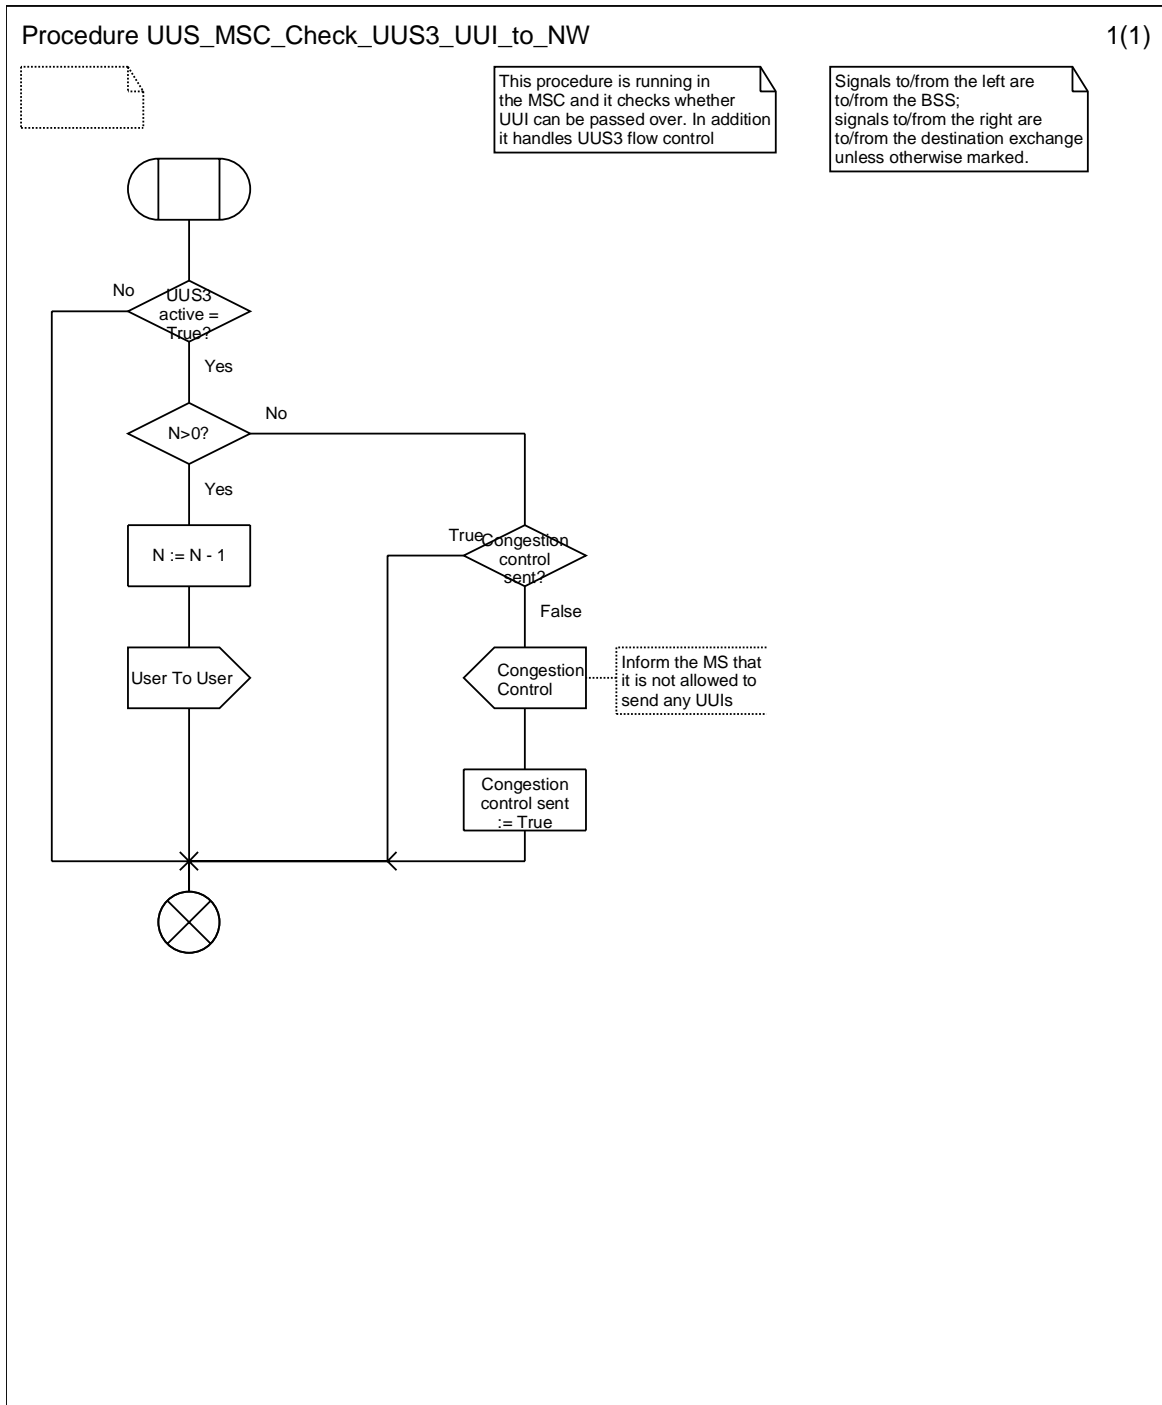 Procedure UUS_MSC_Check_UUS3_UUI_to_NW
1(1)
This procedure is running in
the MSC and it checks whether
UUI can be passed over. In addition
it handles UUS3 flow control
Signals to/from the left are
to/from the BSS;
signals to/from the right are
to/from the destination exchange
unless otherwise marked.
No
UUS3
active =
True?
Yes
N>0?
No
Yes
N := N - 1
True
Congestion
control
sent?
False
User To User
Congestion
Control
Inform the MS that
it is not allowed to
send any UUIs
Congestion
control sent
:= True